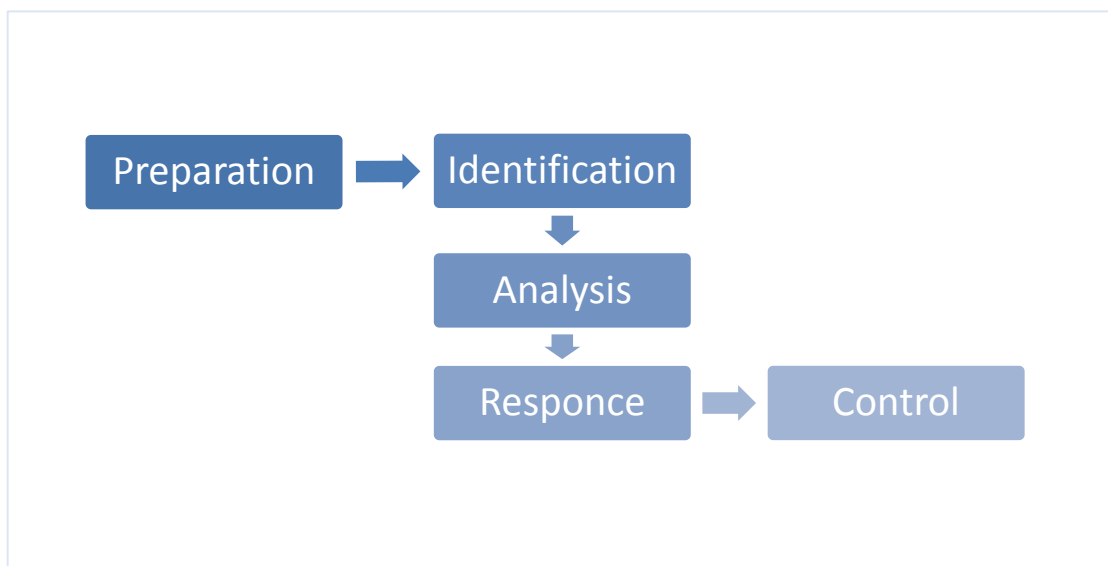 Preparation
Identification
Analysis
Responce
Control